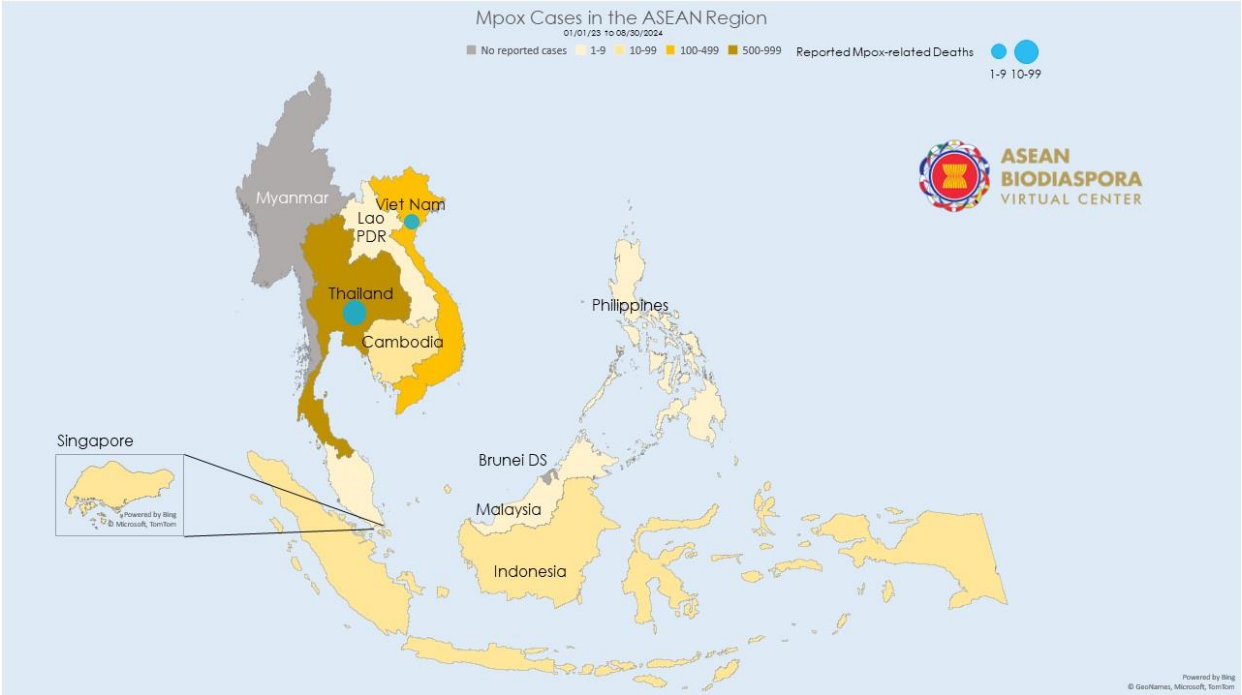 Mpox Cases in the ASEAN Region
01/01/23 to 08/30/2024
No reported cases 1-9 10-99 100-499 500-999 Reported Mpox-related Deaths
1-9 10-99
ASEAN
BIODIASPORA
VIRTUAL CENTER
Myanmar
Viet Nam
Lao
PDR
Thailand
Philippines
Cambodia
Singapore
Brunei DS
Malaysia
Powered by Bing
© Microsoft, TomTom
Indonesia
Powered by Bing
© GeoNames, Microsoft, TomTom